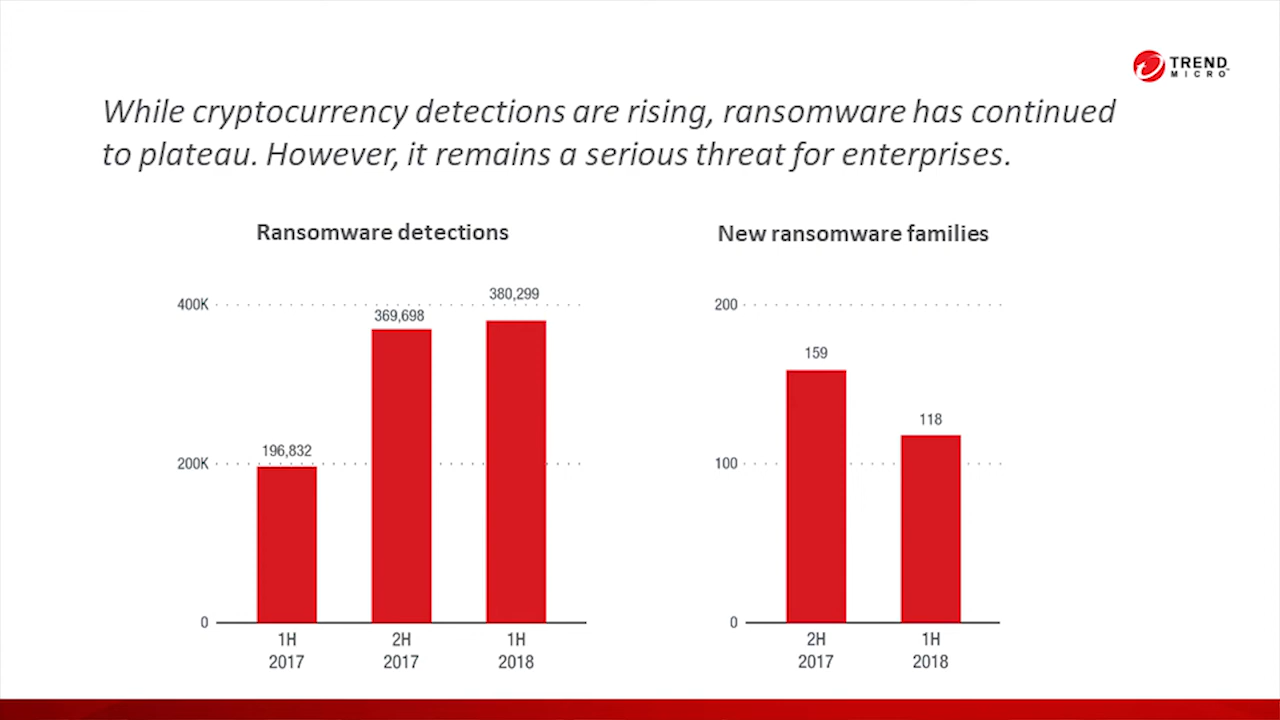 TREND
MICRO
While cryptocurrency detections are rising, ransomware has continued
to plateau. However, it remains a serious threat for enterprises.
Ransomware detections
400K
200K
0
196,832
369,698
380,299
1H
2017
2H
2017
1H
2018
New ransomware families
200
100
0
159
118
2H
2017
1H
2018